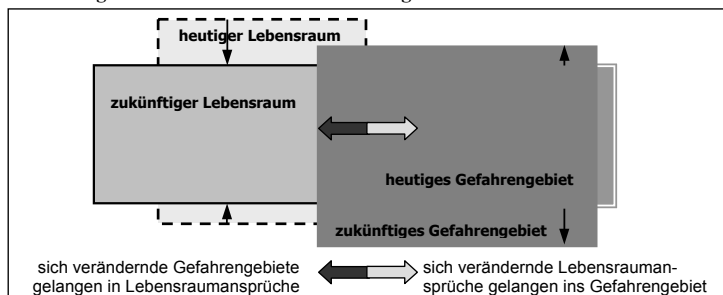 heutiger Lebensraum
zukünftiger Lebensraum
heutiges Gefahrengebiet
zukünftiges Gefahrengebiet
sich verändernde Gefahrengebiete
gelangen in Lebensraumansprüche
sich verändernde Lebensrauman-
sprüche gelangen ins Gefahrengebiet